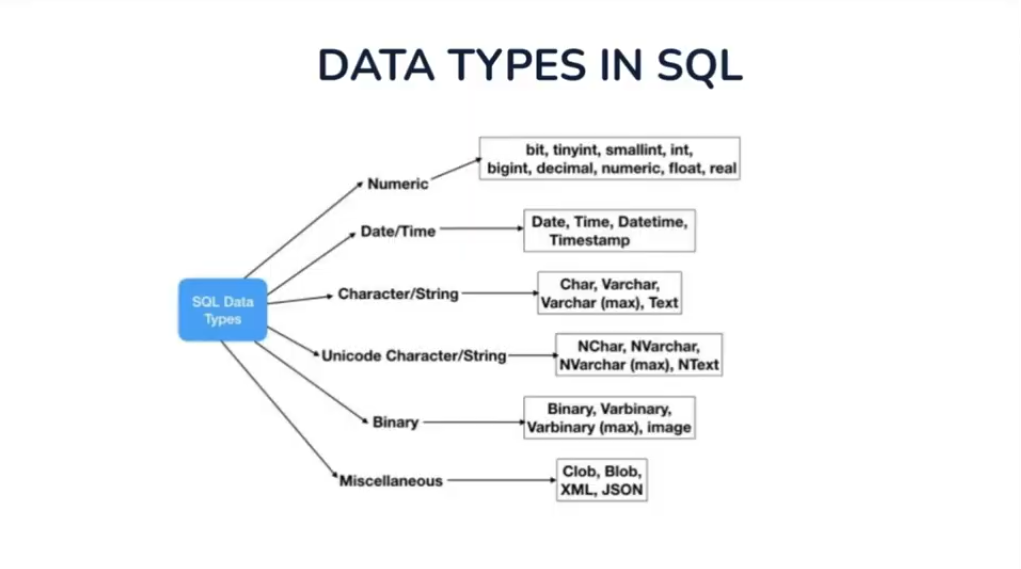 DATA TYPES IN SQL
bit, tinyint, smallint, int,
bigint, decimal, numeric, float, real
Numeric
Date/Time
Date, Time, Datetime,
Timestamp
SQL Data
Types
Character/String
Char, Varchar,
Varchar (max), Text
Unicode Character/String
NChar, NVarchar,
NVarchar (max), NText
Binary
Binary, Varbinary,
Varbinary (max), image
Miscellaneous
Clob, Blob,
XML, JSON